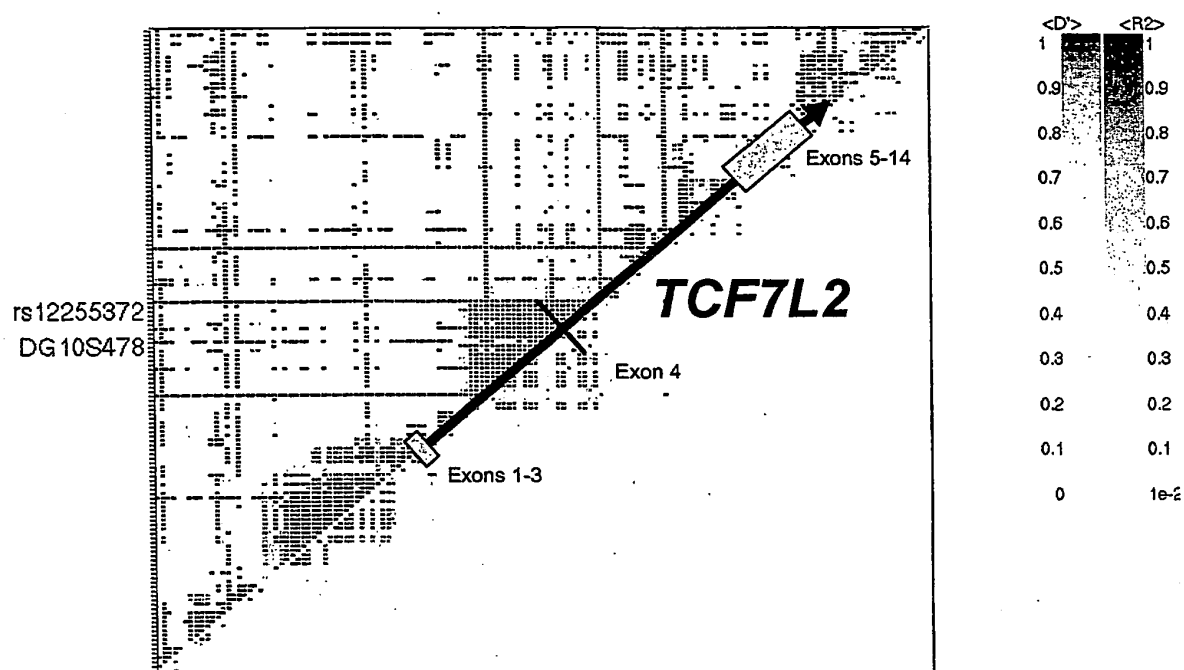 <D'> <R2>
1 1
0.9 0.9
0.8 0.8
0.7 0.7
0.6 0.6
0.5 0.5
0.4 0.4
0.3 0.3
0.2 0.2
0.1 0.1
0 1e-2
Exons 5-14
TCF7L2
rs12255372
DG10S478
Exon 4
Exons 1-3